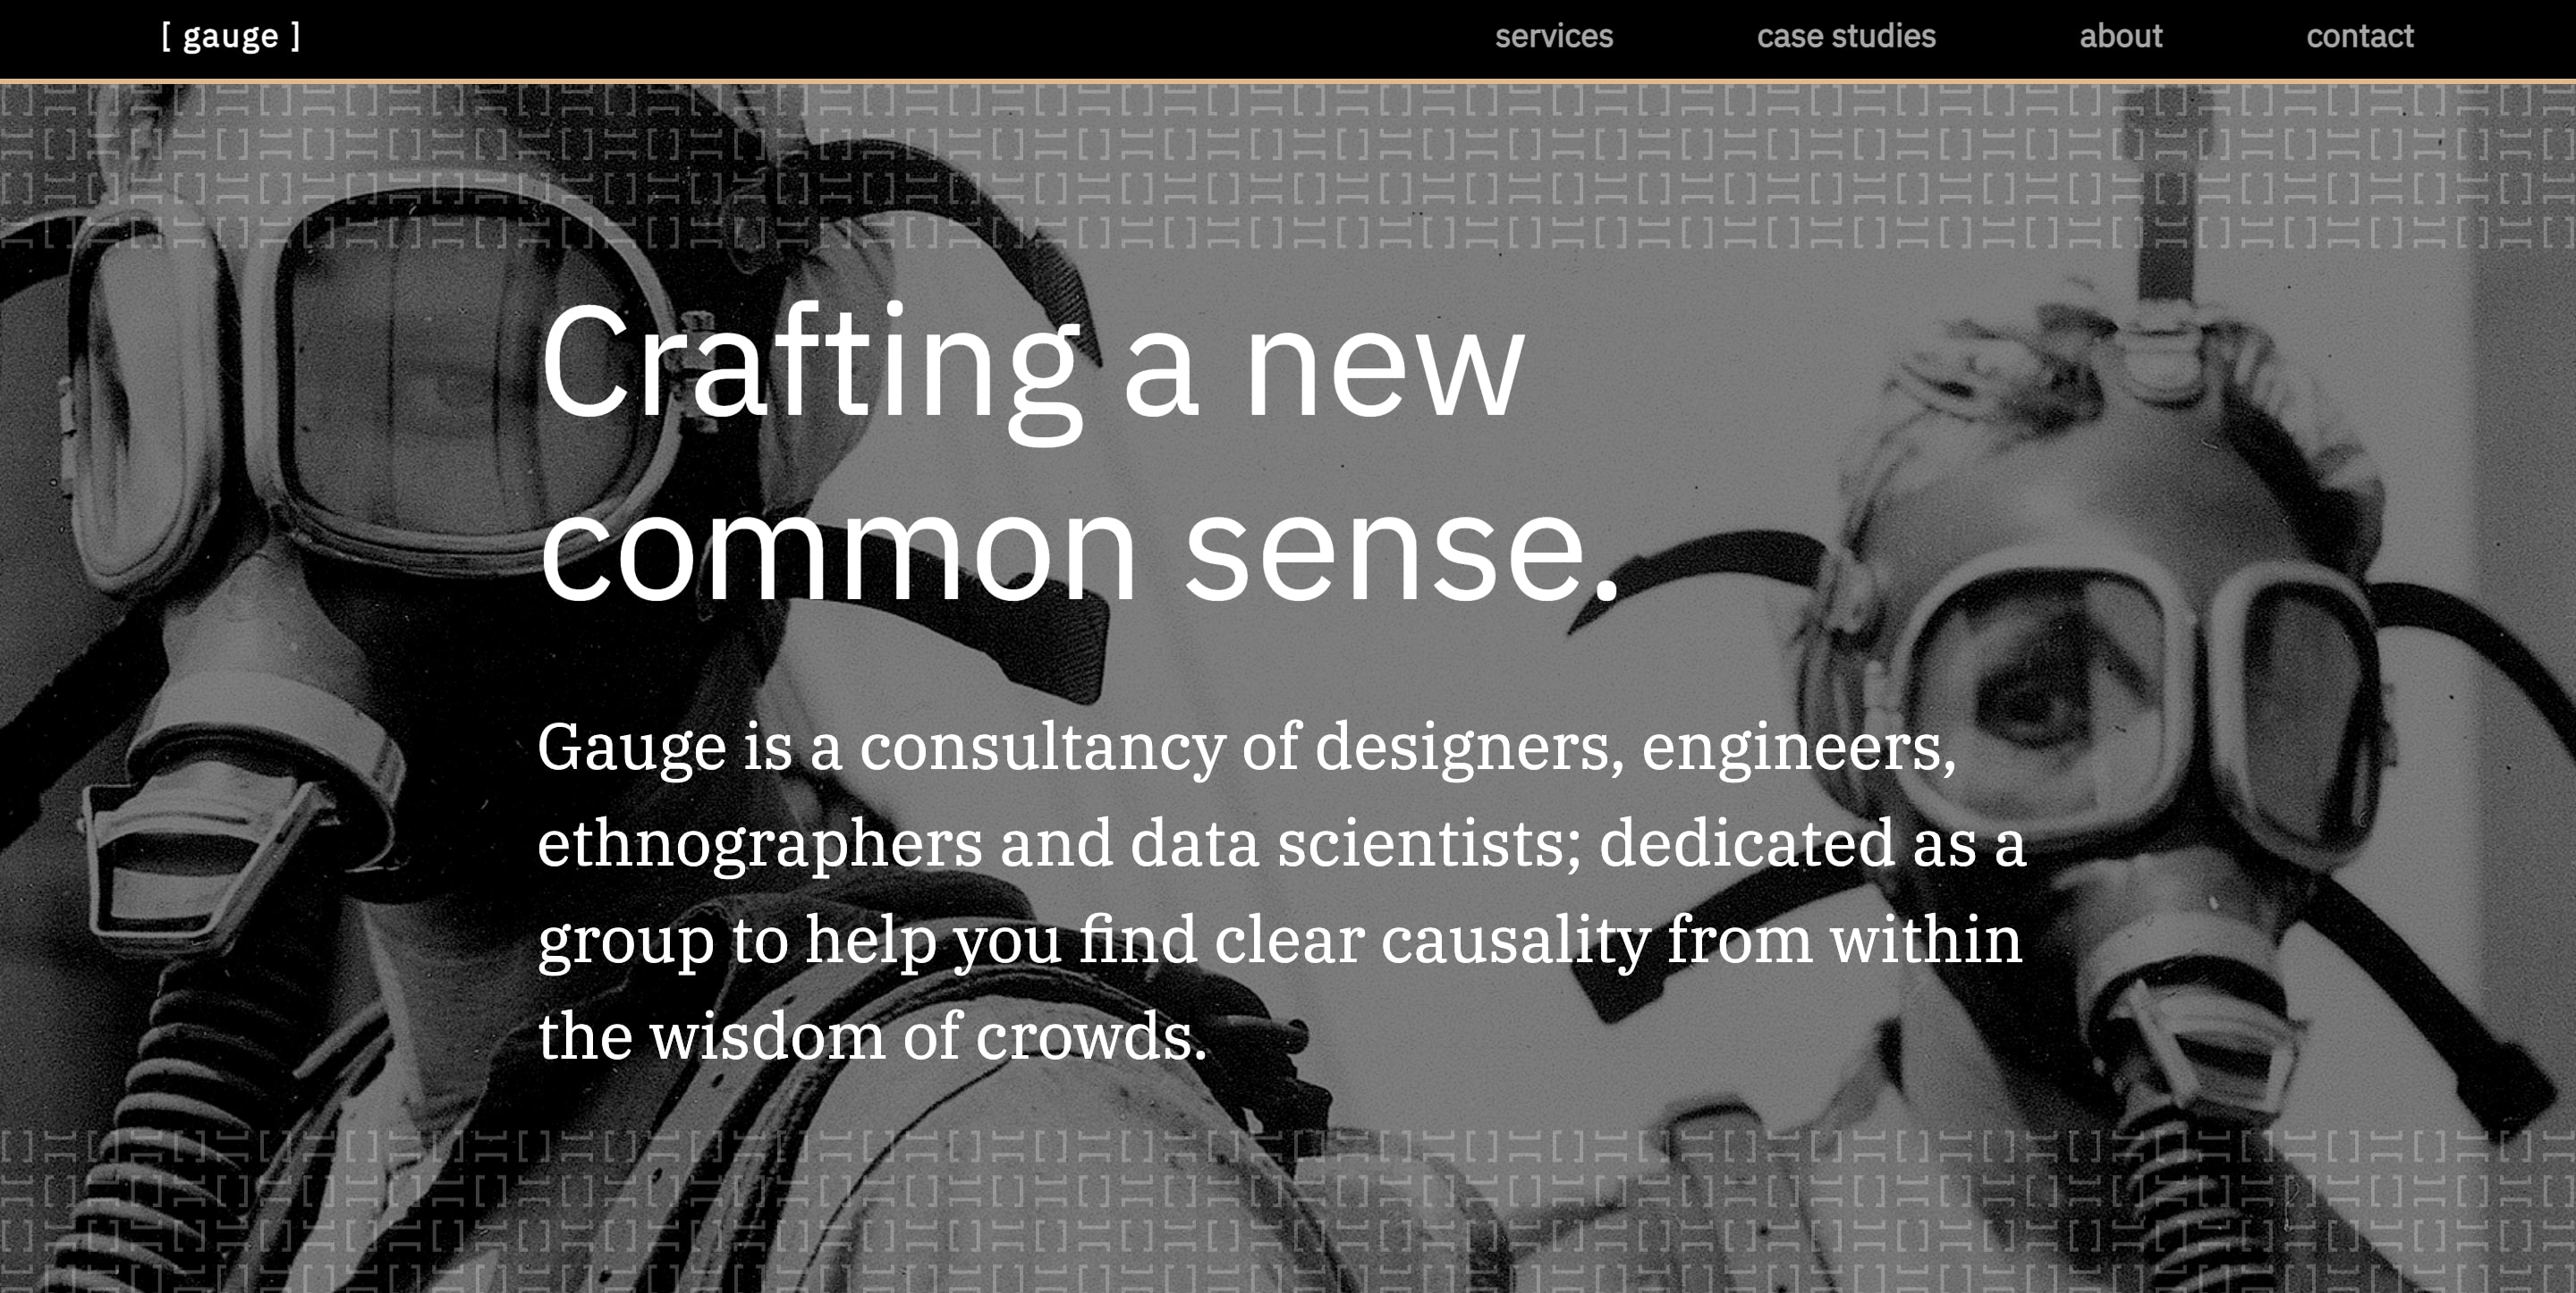 [ gauge ]
services
case studies
about
contact
Crafting a new
common sense.
Gauge is a consultancy of designers, engineers,
ethnographers and data scientists; dedicated as a
group to help you find clear causality from within
the wisdom of crowds.